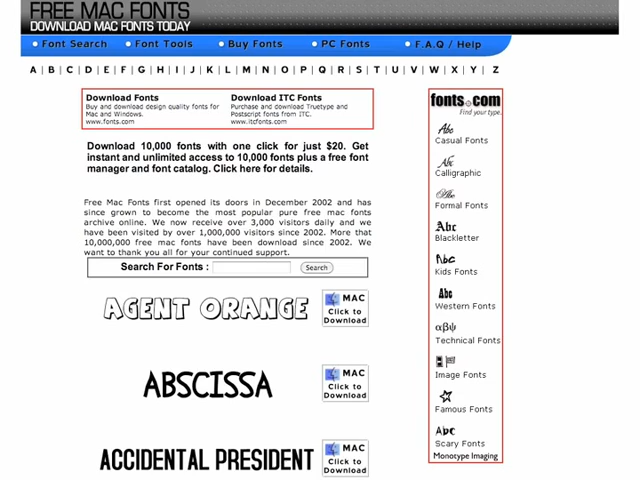 FREE MAC FONTS
DOWNLOAD MAC FONTS TODAY
Font Search
Font Tools
Buy Fonts
PC Fonts
F.A.Q / Help
A | B | C | D | E | F | G | H | I | J | K | L | M | N | O | P | Q | R | S | T | U | V | W | X | Y | Z
Download Fonts
Buy and download design quality fonts for
Mac and Windows.
www.fonts.com
Download ITC Fonts
Purchase and download Truetype and
Postscript fonts from ITC.
www.itcfonts.com
Download 10,000 fonts with one click for just $20. Get
instant and unlimited access to 10,000 fonts plus a free font
manager and font catalog. Click here for details.
Free Mac Fonts first opened its doors in December 2002 and has
since grown to become the most popular pure free mac fonts
archive online. We now receive over 3,000 visitors daily and we
have been visited by over 1,000,000 visitors since 2002. More that
10,000,000 free mac fonts have been download since 2002. We
want to thank you all for your continued support.
Search For Fonts :
Search
AGENT ORANGE
MAC
Click to
Download
ABSCISSA
MAC
Click to
Download
ACCIDENTAL PRESIDENT
MAC
Click to
Download
fonts.com
Find your type.
Abc
Casual Fonts
Abc
Calligraphic
Abc
Formal Fonts
Abc
Blackletter
Abc
Kids Fonts
Abc
Western Fonts
αβψ
Technical Fonts
Image Fonts
Famous Fonts
Abc
Scary Fonts
Monotype Imaging